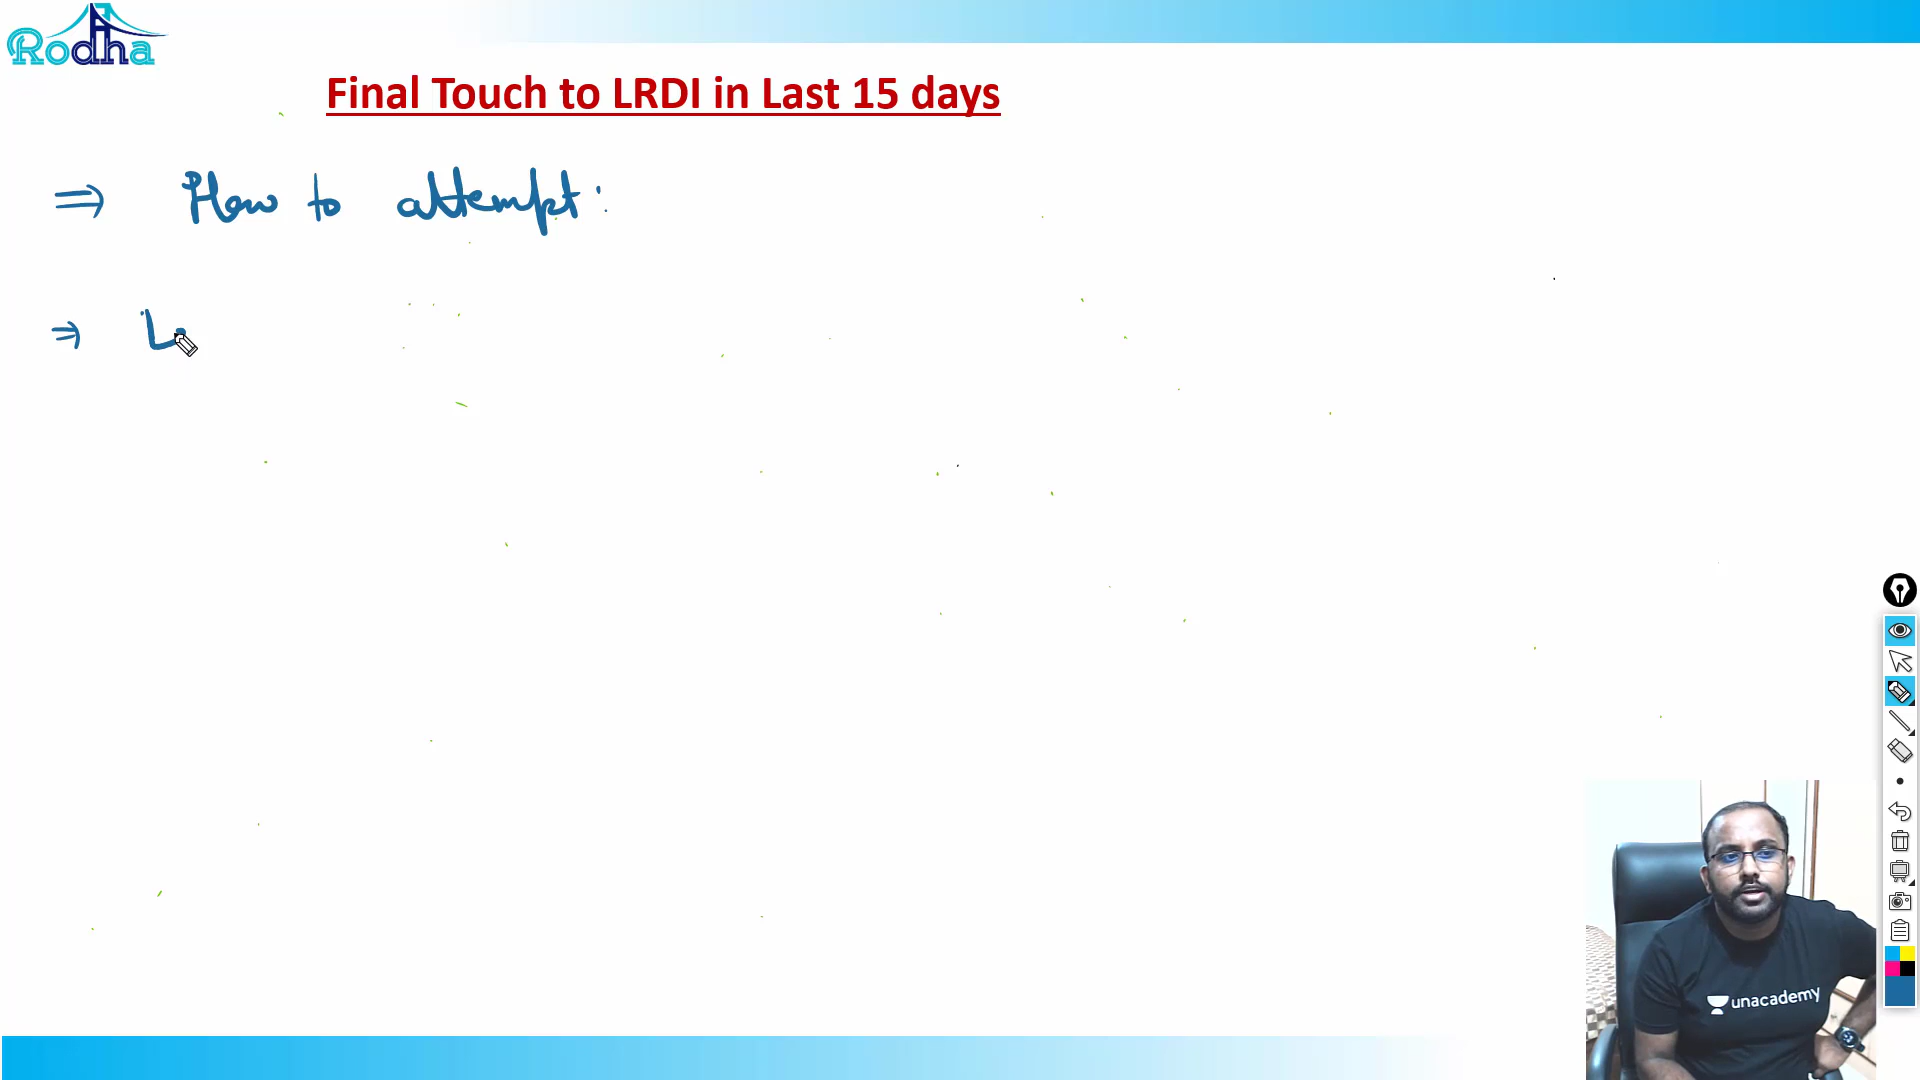 Rodha
Final Touch to LRDI in Last 15 days
⇒ How to attempt:
⇒ L
unacademy